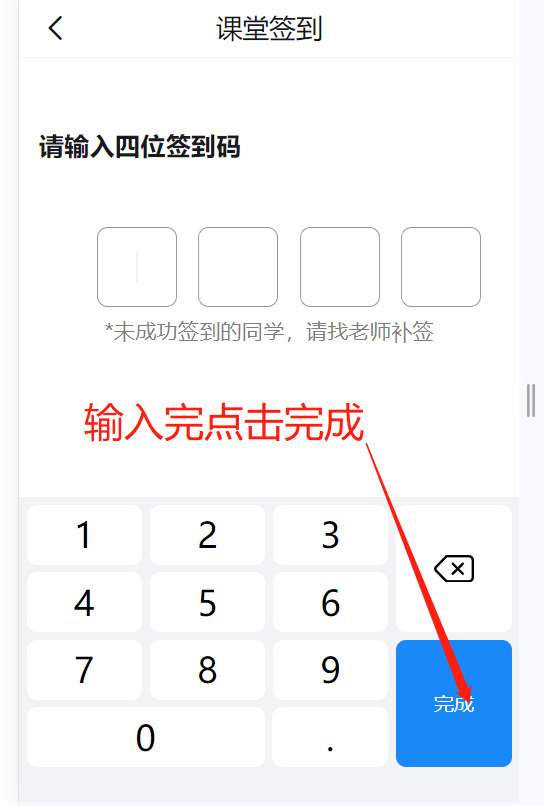 课堂签到
请输入四位签到码
*未成功签到的同学，请找老师补签
输入完点击完成
1 2 3
4 5 6
7 8 9
完成
0 .